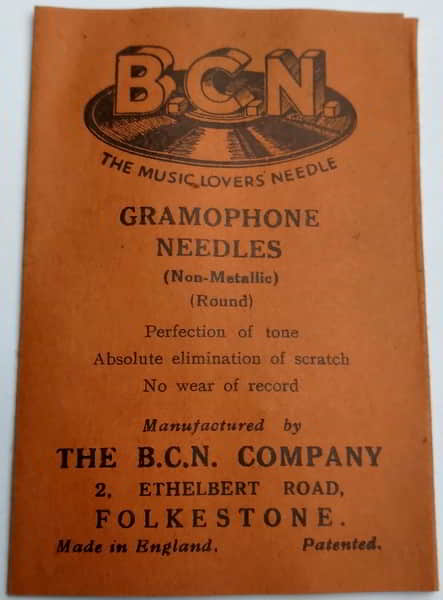 B.C.N.
THE MUSIC LOVERS' NEEDLE
GRAMOPHONE
NEEDLES
(Non-Metallic)
(Round)
Perfection of tone
Absolute elimination of scratch
No wear of record
Manufactured by
THE B.C.N. COMPANY
2, ETHELBERT ROAD,
FOLKESTONE.
Made in England. Patented.